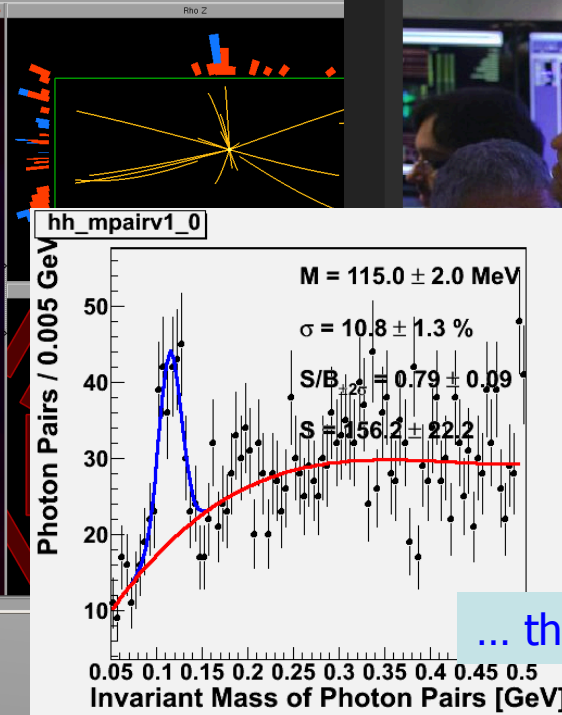 Rho Z
hh_mpairv1_0
M = 115.0 ± 2.0 MeV
σ = 10.8 ± 1.3 %
S/B±2σ = 0.79 ± 0.09
S = 156.2 ± 22.2
Photon Pairs / 0.005 GeV
50
40
30
20
10
0.05 0.1 0.15 0.2 0.25 0.3 0.35 0.4 0.45 0.5
Invariant Mass of Photon Pairs [GeV]
... th